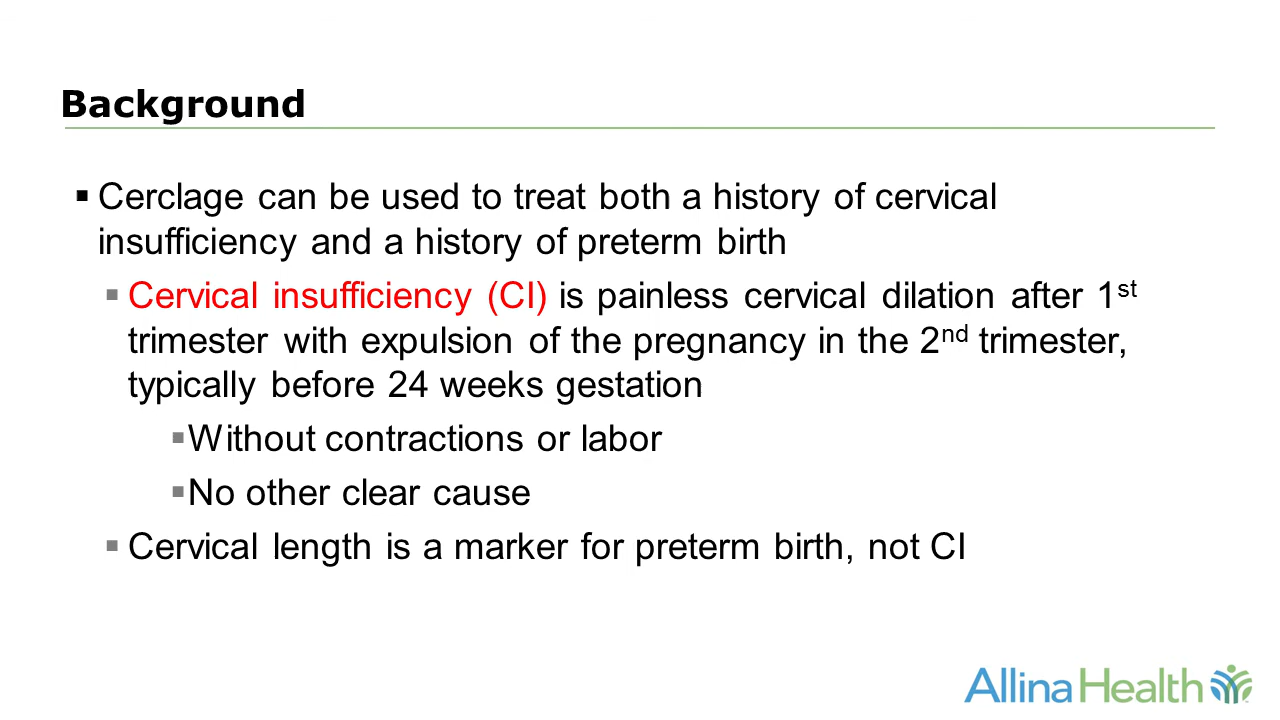 Background
▪ Cerclage can be used to treat both a history of cervical
insufficiency and a history of preterm birth
▪ Cervical insufficiency (CI) is painless cervical dilation after 1st
trimester with expulsion of the pregnancy in the 2nd trimester,
typically before 24 weeks gestation
▪Without contractions or labor
▪No other clear cause
▪ Cervical length is a marker for preterm birth, not CI
Allina Health